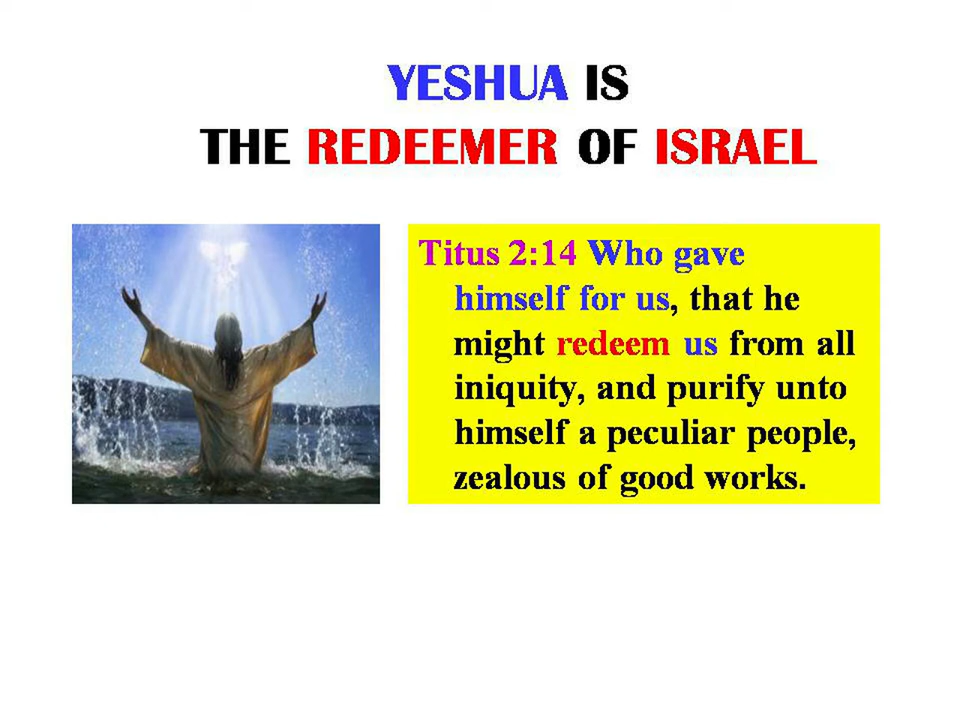 YESHUA IS
THE REDEEMER OF ISRAEL
Titus 2:14 Who gave
himself for us, that he
might redeem us from all
iniquity, and purify unto
himself a peculiar people,
zealous of good works.